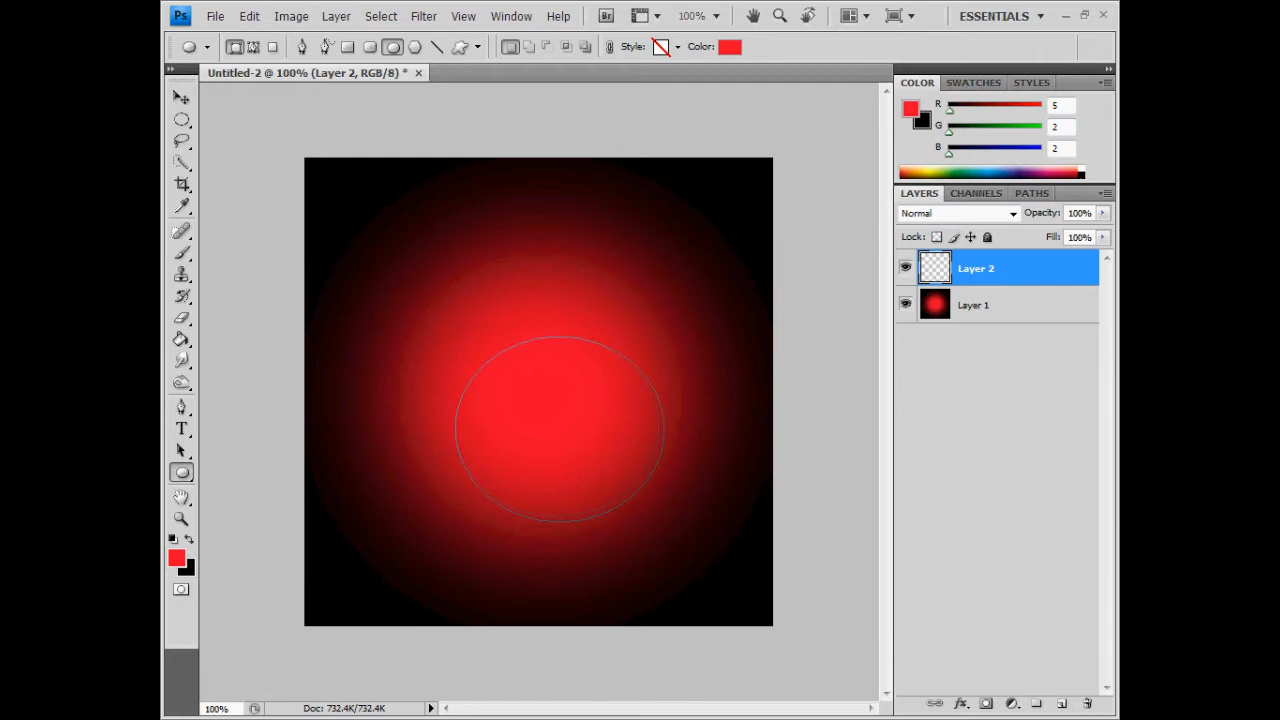 Ps File Edit Image Layer Select Filter View Window Help Br 100% ESSENTIALS
Style: Color:
Untitled-2 @ 100% (Layer 2, RGB/8) *
COLOR SWATCHES STYLES
R 5
G 2
B 2
LAYERS CHANNELS PATHS
Normal Opacity: 100%
Lock: Fill: 100%
Layer 2
Layer 1
T
fx
100% Doc: 732.4K/732.4K